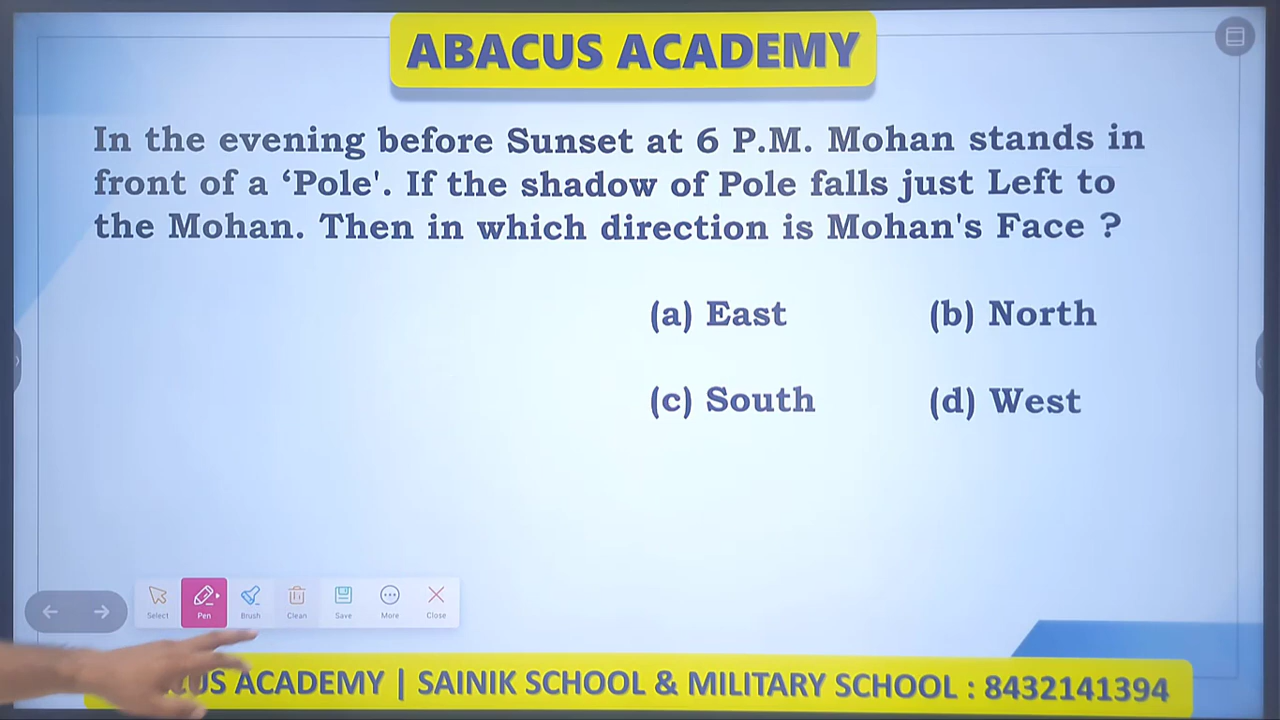 ABACUS ACADEMY
In the evening before Sunset at 6 P.M. Mohan stands in
front of a ‘Pole'. If the shadow of Pole falls just Left to
the Mohan. Then in which direction is Mohan's Face ?
(a) East (b) North
(c) South (d) West
Select Pen Brush Clean Save More Close
ACADEMY | SAINIK SCHOOL & MILITARY SCHOOL : 8432141394